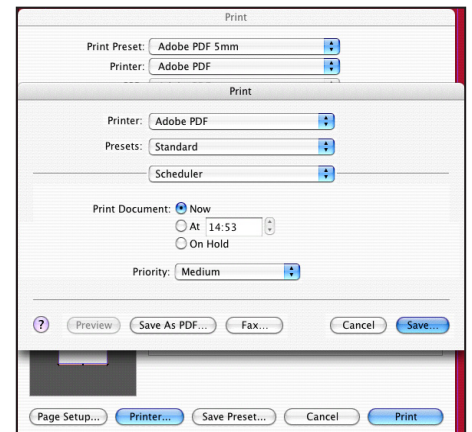 Print
Print Preset: Adobe PDF 5mm
Printer: Adobe PDF
Print
Printer: Adobe PDF
Presets: Standard
Scheduler
Print Document: Now
At 14:53
On Hold
Priority: Medium
? Preview Save As PDF... Fax... Cancel Save...
Page Setup... Printer... Save Preset... Cancel Print